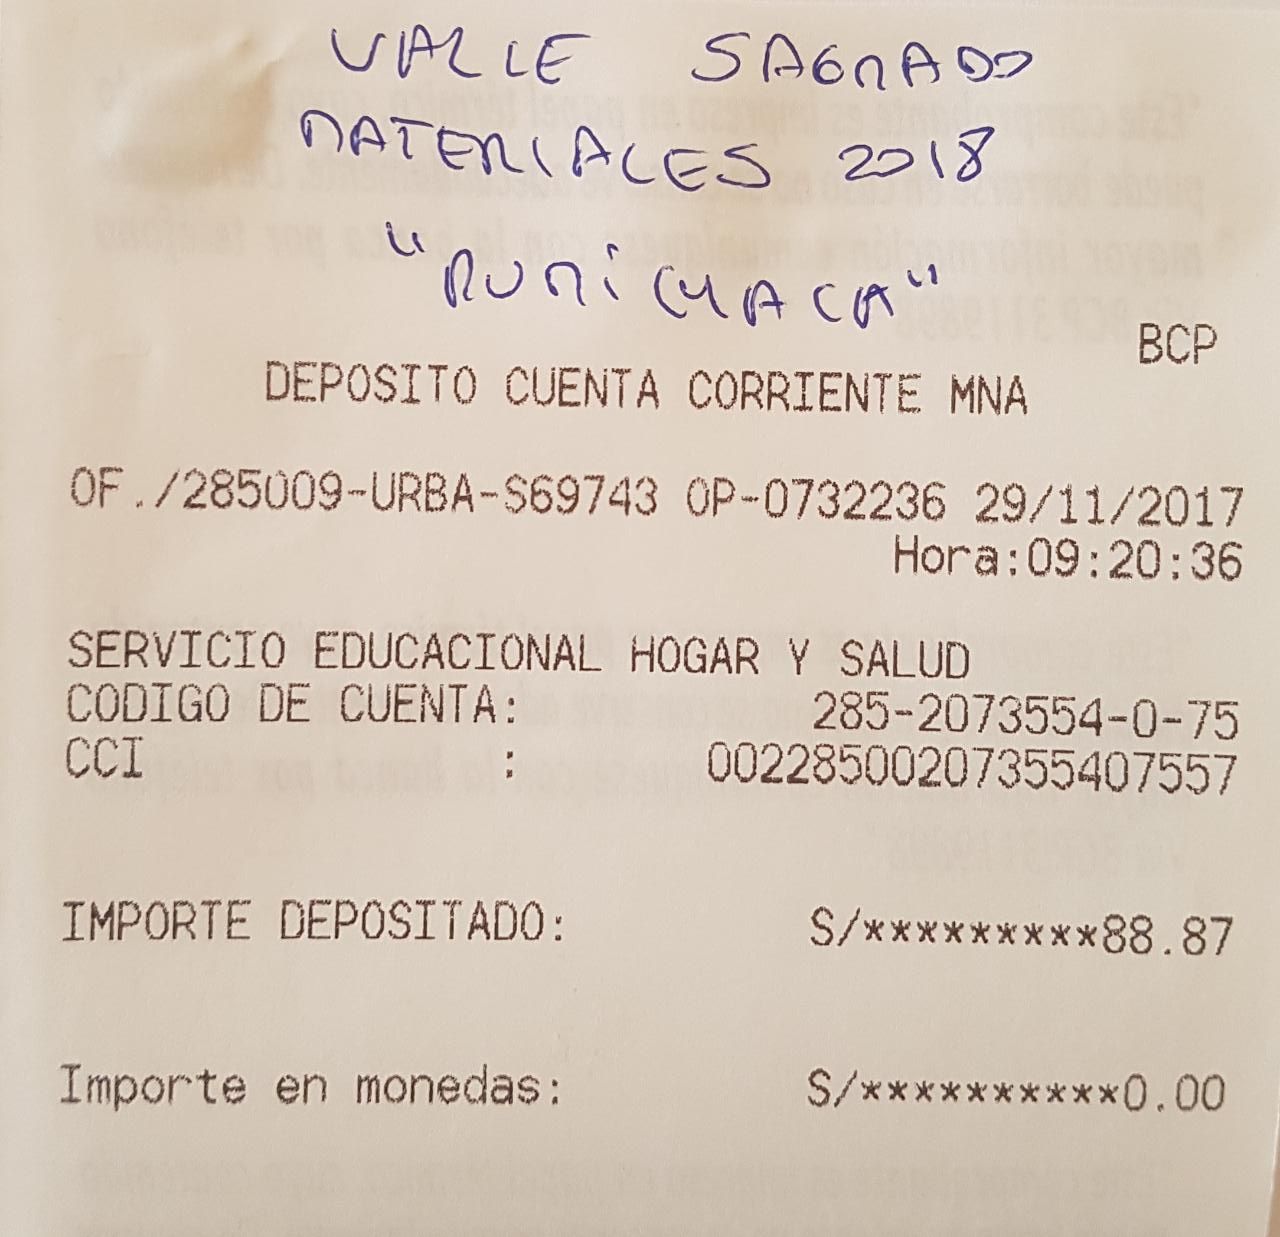 VALLE SAGRADO
MATERIALES 2018
"RUMiCHACA"
BCP
DEPOSITO CUENTA CORRIENTE MNA
OF./285009-URBA-S69743 OP-0732236 29/11/2017
Hora:09:20:36
SERVICIO EDUCACIONAL HOGAR Y SALUD
CODIGO DE CUENTA: 285-2073554-0-75
CCI : 00228500207355407557
IMPORTE DEPOSITADO: S/*********88.87
Importe en monedas: S/**********0.00